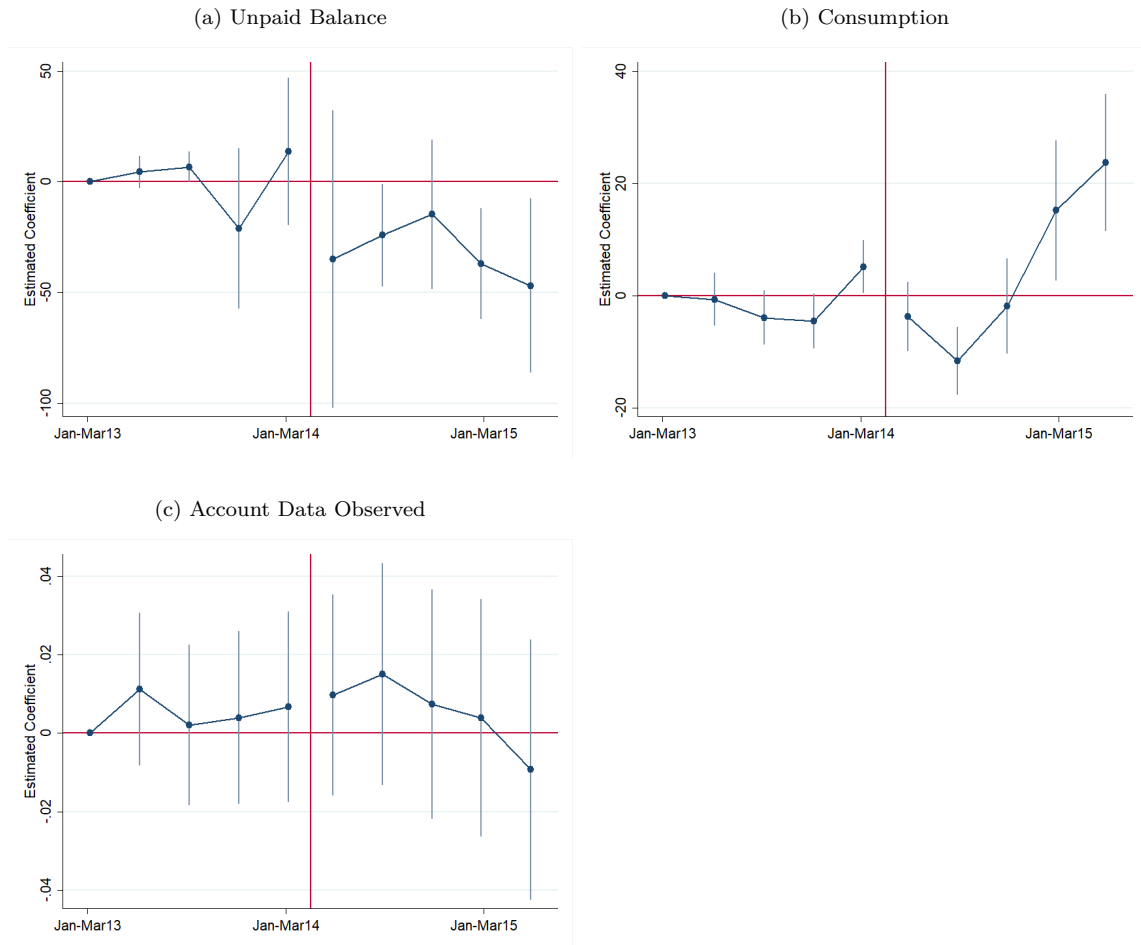 (a) Unpaid Balance
Estimated Coefficient
50
0
-50
-100
Jan-Mar13 Jan-Mar14 Jan-Mar15
(b) Consumption
Estimated Coefficient
40
20
0
-20
Jan-Mar13 Jan-Mar14 Jan-Mar15
(c) Account Data Observed
Estimated Coefficient
.04
.02
0
-.02
-.04
Jan-Mar13 Jan-Mar14 Jan-Mar15